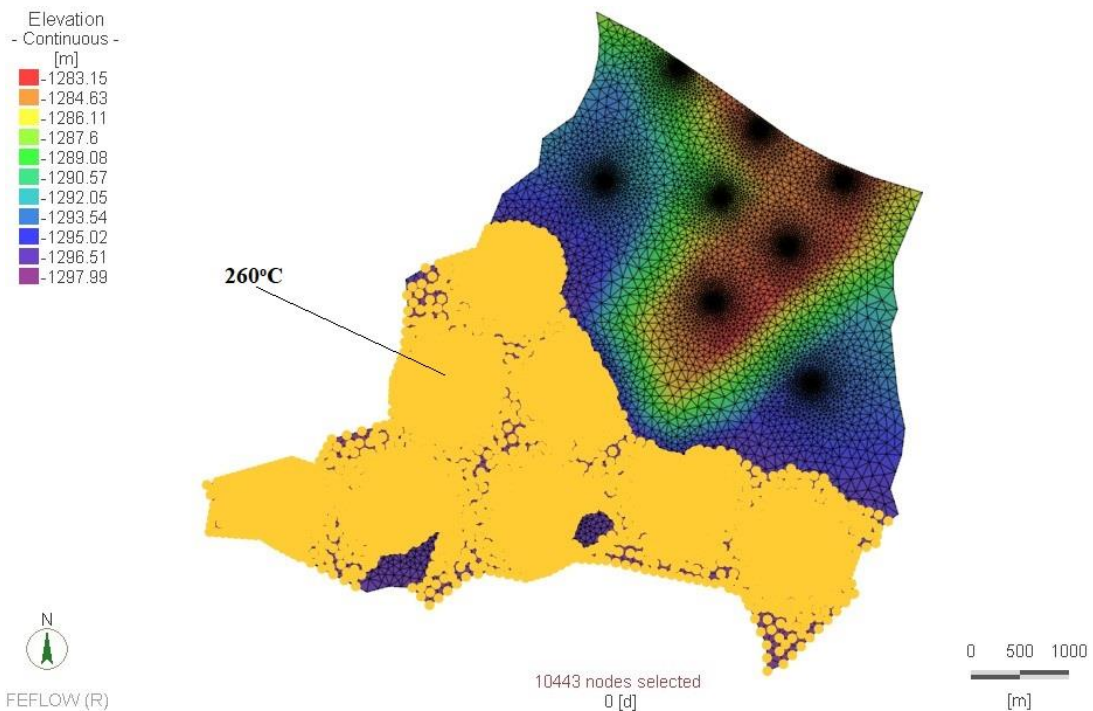 Elevation
- Continuous -
[m]
-1283.15
-1284.63
-1286.11
-1287.6
-1289.08
-1290.57
-1292.05
-1293.54
-1295.02
-1296.51
-1297.99
260°C
N
FEFLOW (R)
10443 nodes selected
0 [d]
0 500 1000
[m]